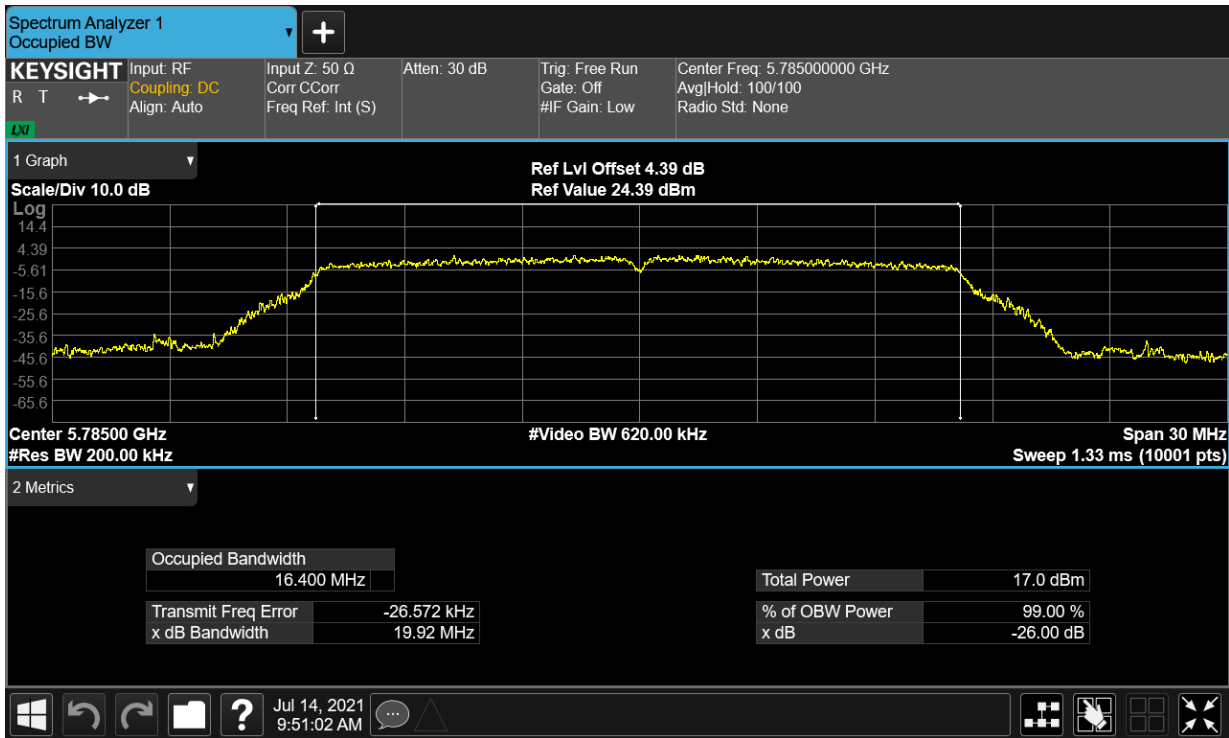 Spectrum Analyzer 1
Occupied BW
KEYSIGHT Input: RF Input Z: 50 Ω Atten: 30 dB Trig: Free Run Center Freq: 5.785000000 GHz
R T Coupling: DC Corr CCorr Gate: Off Avg|Hold: 100/100
Align: Auto Freq Ref: Int (S) #IF Gain: Low Radio Std: None
LXI
1 Graph
Ref Lvl Offset 4.39 dB
Scale/Div 10.0 dB Ref Value 24.39 dBm
Log
14.4
4.39
-5.61
-15.6
-25.6
-35.6
-45.6
-55.6
-65.6
Center 5.78500 GHz #Video BW 620.00 kHz Span 30 MHz
#Res BW 200.00 kHz Sweep 1.33 ms (10001 pts)
2 Metrics
Occupied Bandwidth
16.400 MHz Total Power 17.0 dBm
Transmit Freq Error -26.572 kHz % of OBW Power 99.00 %
x dB Bandwidth 19.92 MHz x dB -26.00 dB
? Jul 14, 2021
9:51:02 AM